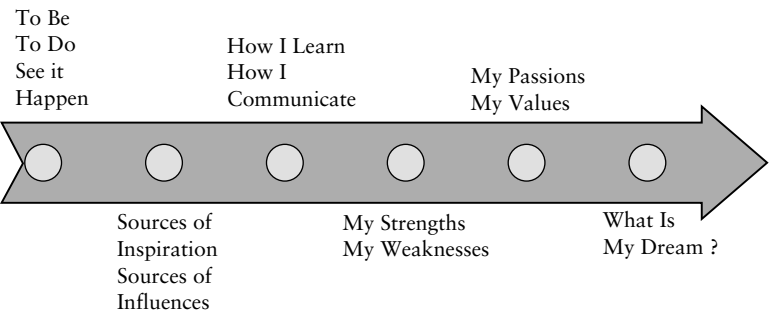 To Be
To Do
See it
Happen
Sources of
Inspiration
Sources of
Influences
How I Learn
How I
Communicate
My Strengths
My Weaknesses
My Passions
My Values
What Is
My Dream ?